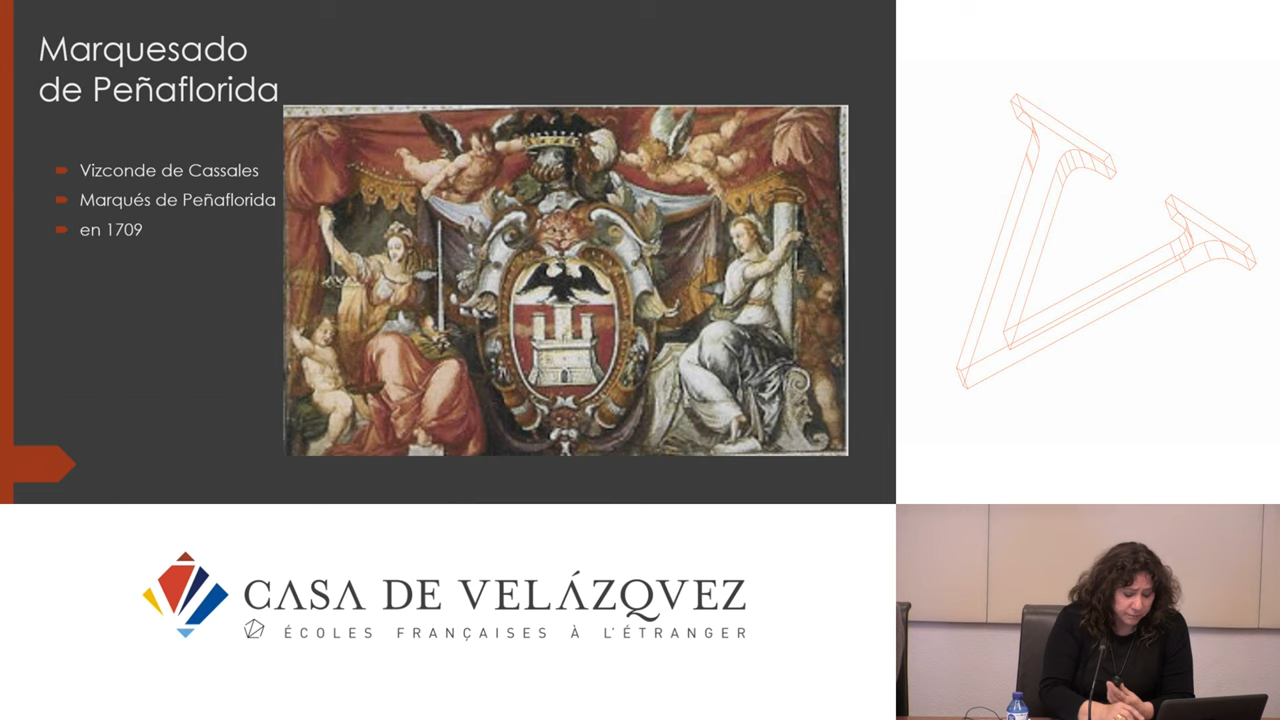 Marquesado
de Peñaflorida
Vizconde de Cassales
Marqués de Peñaflorida
en 1709
CASA DE VELÁZQVEZ
ÉCOLES FRANÇAISES À L'ÉTRANGER